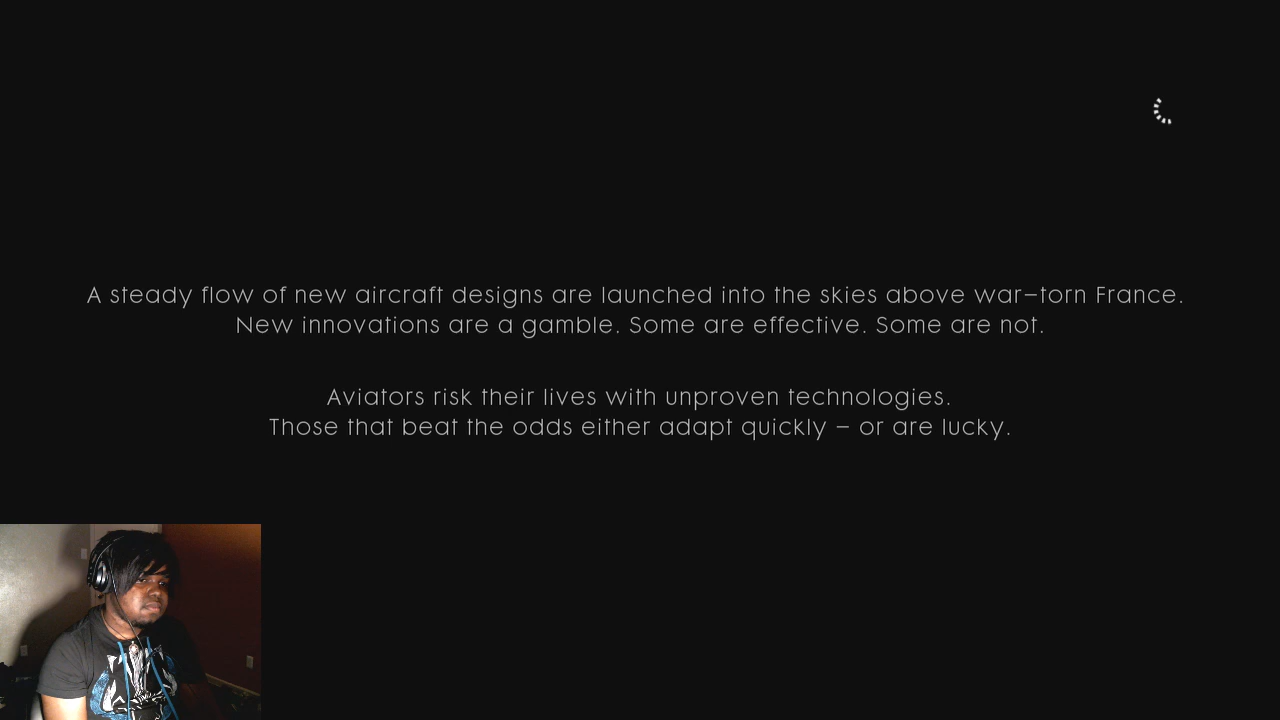 A steady flow of new aircraft designs are launched into the skies above war–torn France.
New innovations are a gamble. Some are effective. Some are not.
Aviators risk their lives with unproven technologies.
Those that beat the odds either adapt quickly – or are lucky.